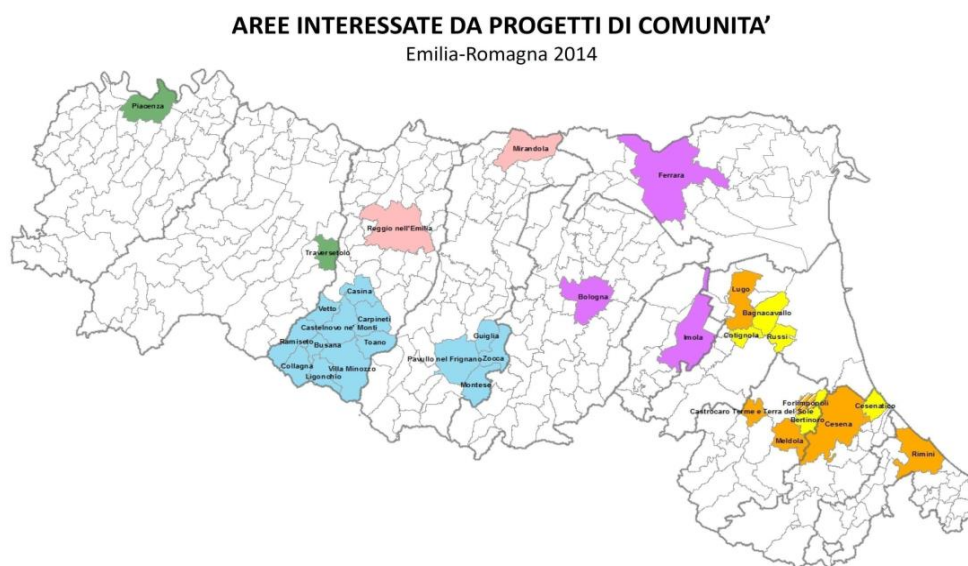 AREE INTERESSATE DA PROGETTI DI COMUNITA’
Emilia-Romagna 2014
Piacenza
Mirandola
Ferrara
Reggio nell'Emilia
Traversetolo
Casina
Vetto
Carpineti
Castelnovo ne' Monti
Ramiseto
Busana
Toano
Collagna
Villa Minozzo
Ligonchio
Guiglia
Pavullo nel Frignano
Zocca
Montese
Bologna
Imola
Lugo
Bagnacavallo
Cotignola
Russi
Forlimpopoli
Castrocaro Terme e Terra del Sole
Bertinoro
Cesenatico
Cesena
Meldola
Rimini